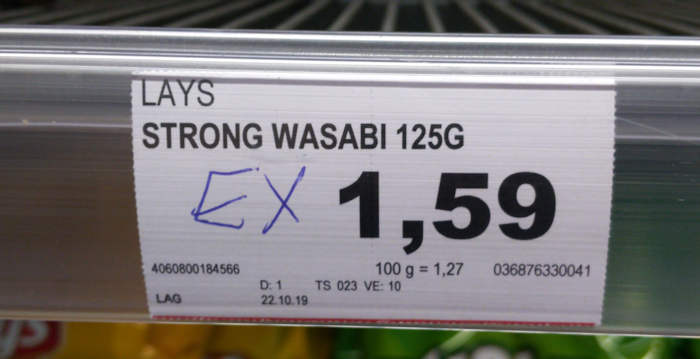 LAYS
STRONG WASABI 125G
EX 1,59
4060800184566 100 g = 1,27 036876330041
D: 1 TS 023 VE: 10
LAG 22.10.19